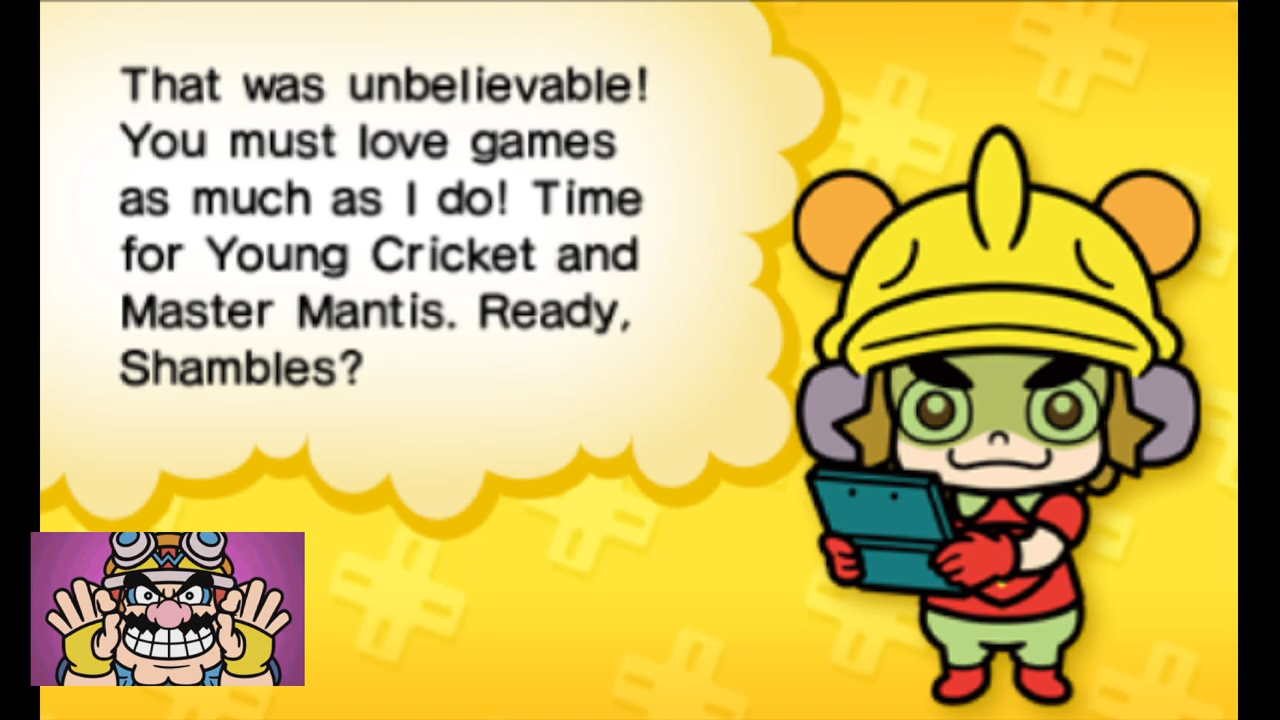 That was unbelievable!
You must love games
as much as I do! Time
for Young Cricket and
Master Mantis. Ready,
Shambles?